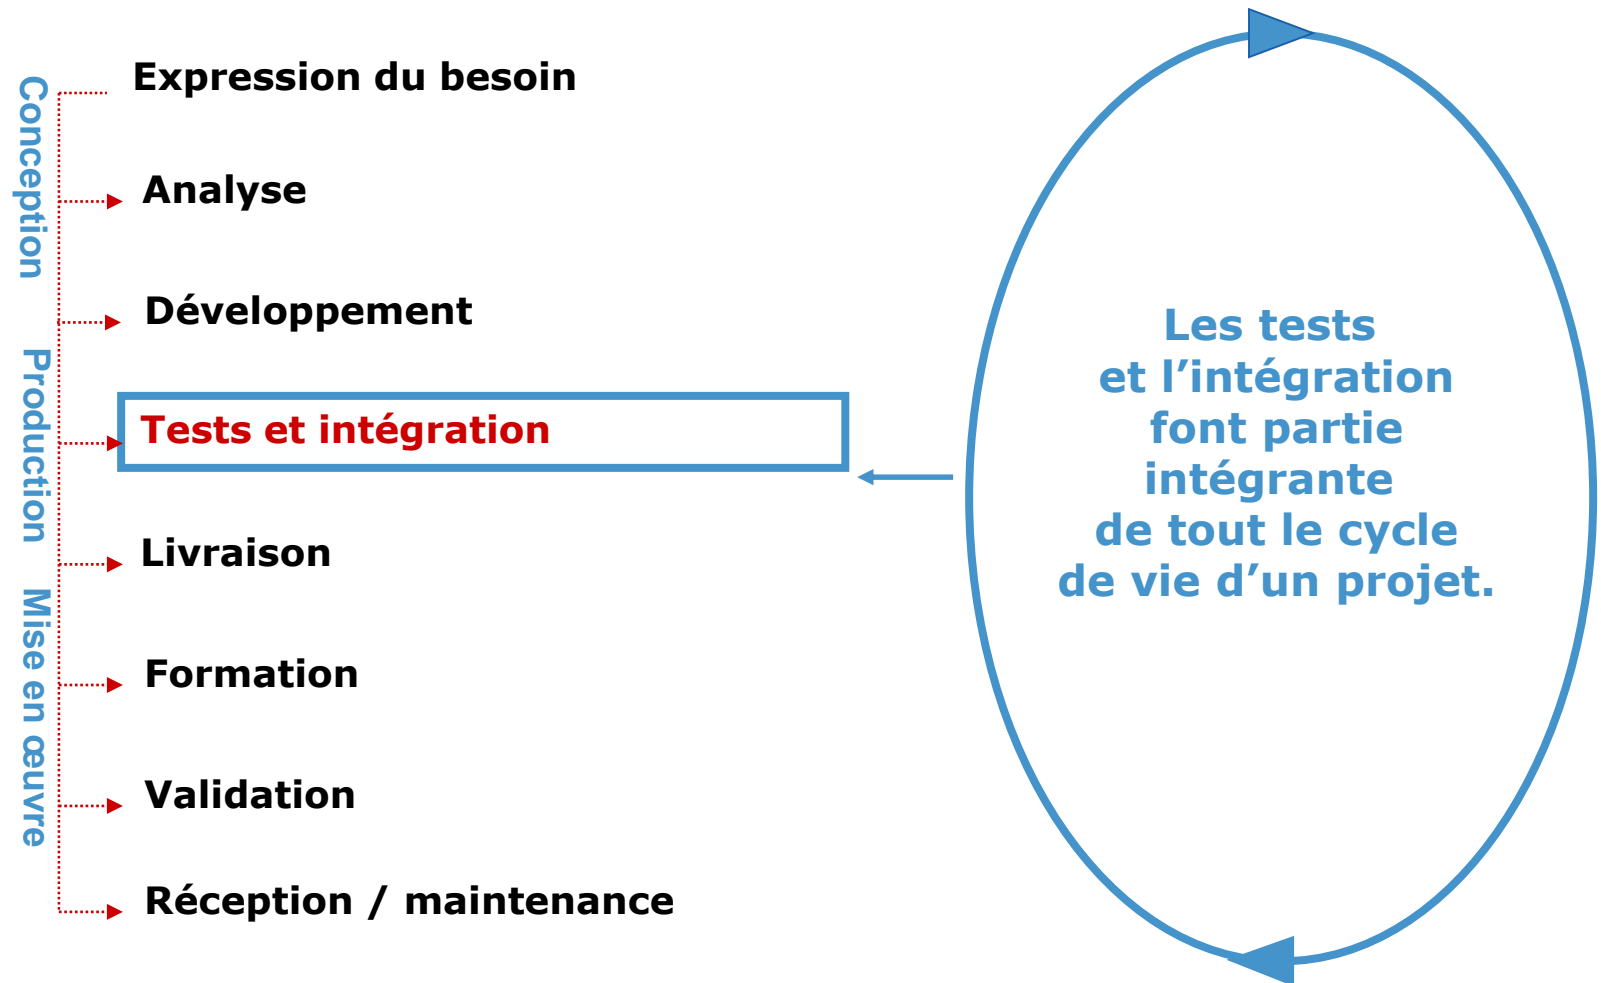 Conception
Production
Mise en œuvre
Expression du besoin
Analyse
Développement
Tests et intégration
Livraison
Formation
Validation
Réception / maintenance
Les tests
et l’intégration
font partie
intégrante
de tout le cycle
de vie d’un projet.